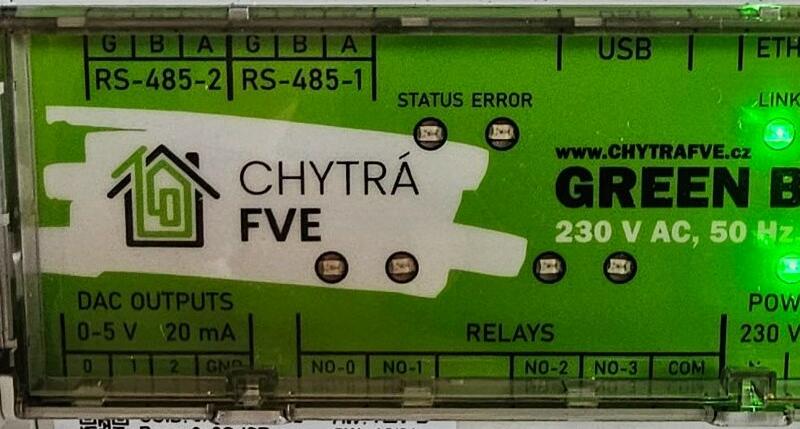 G B A G B A
RS-485-2 RS-485-1
USB
ETH
STATUS ERROR
LINK
www.CHYTRAFVE.cz
CHYTRÁ
FVE
GREEN B
230 V AC, 50 Hz
DAC OUTPUTS
0-5 V 20 mA
RELAYS
POW
230 V
0 1 2 GND
NO-0 NO-1 NO-2 NO-3 COM